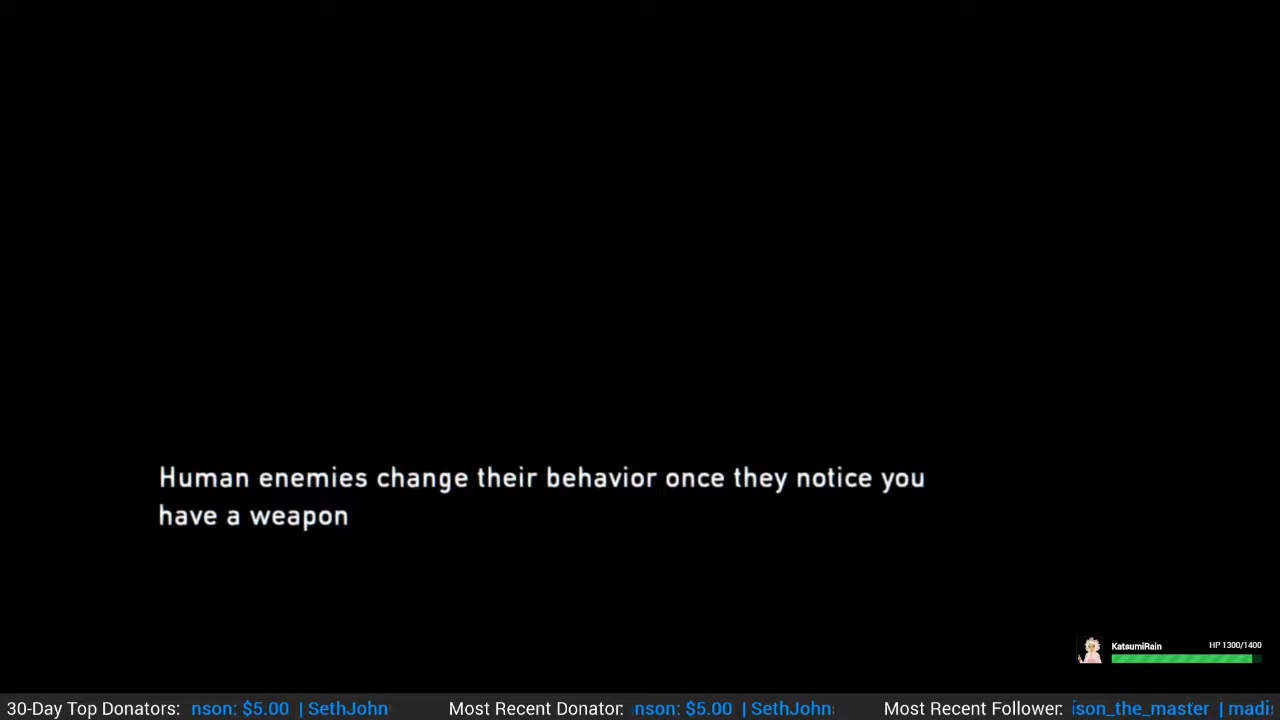 Human enemies change their behavior once they notice you
have a weapon
KatsumiRain HP 1300/1400
30-Day Top Donators: nson: $5.00 | SethJohn Most Recent Donator: nson: $5.00 | SethJohn Most Recent Follower: ison_the_master | madi